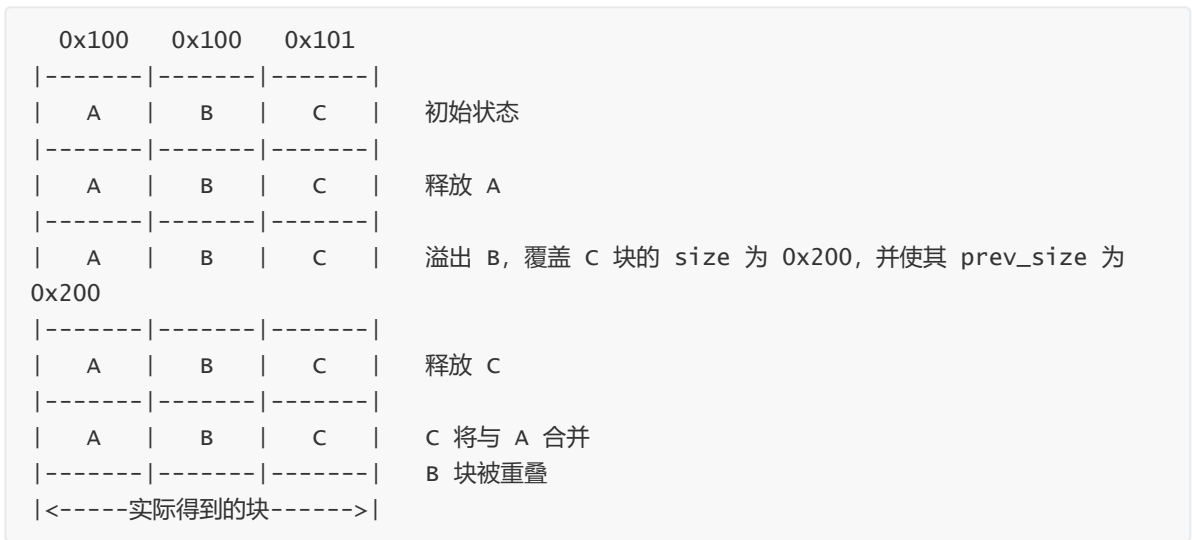 0x100   0x100   0x101
|-------|-------|-------|
|   A   |   B   |   C   |   初始状态
|-------|-------|-------|
|   A   |   B   |   C   |   释放 A
|-------|-------|-------|
|   A   |   B   |   C   |   溢出 B，覆盖 C 块的 size 为 0x200，并使其 prev_size 为
0x200
|-------|-------|-------|
|   A   |   B   |   C   |   释放 C
|-------|-------|-------|
|   A   |   B   |   C   |   C 将与 A 合并
|-------|-------|-------|   B 块被重叠
|<-----实际得到的块------>|